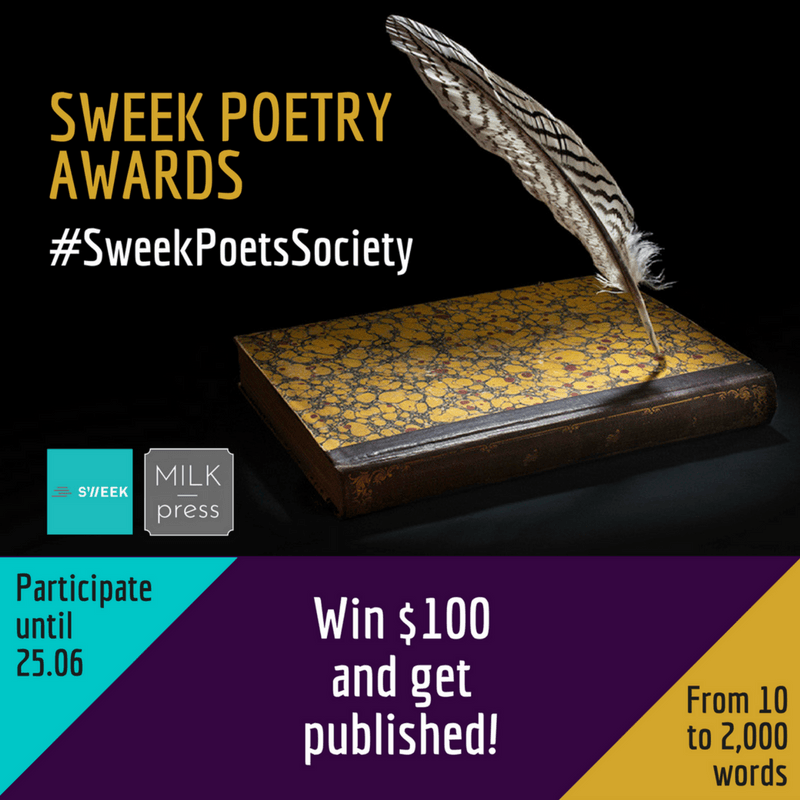 SWEEK POETRY
AWARDS
#SweekPoetsSociety
SWEEK
MILK
press
Participate
until
25.06
Win $100
and get
published!
From 10
to 2,000
words